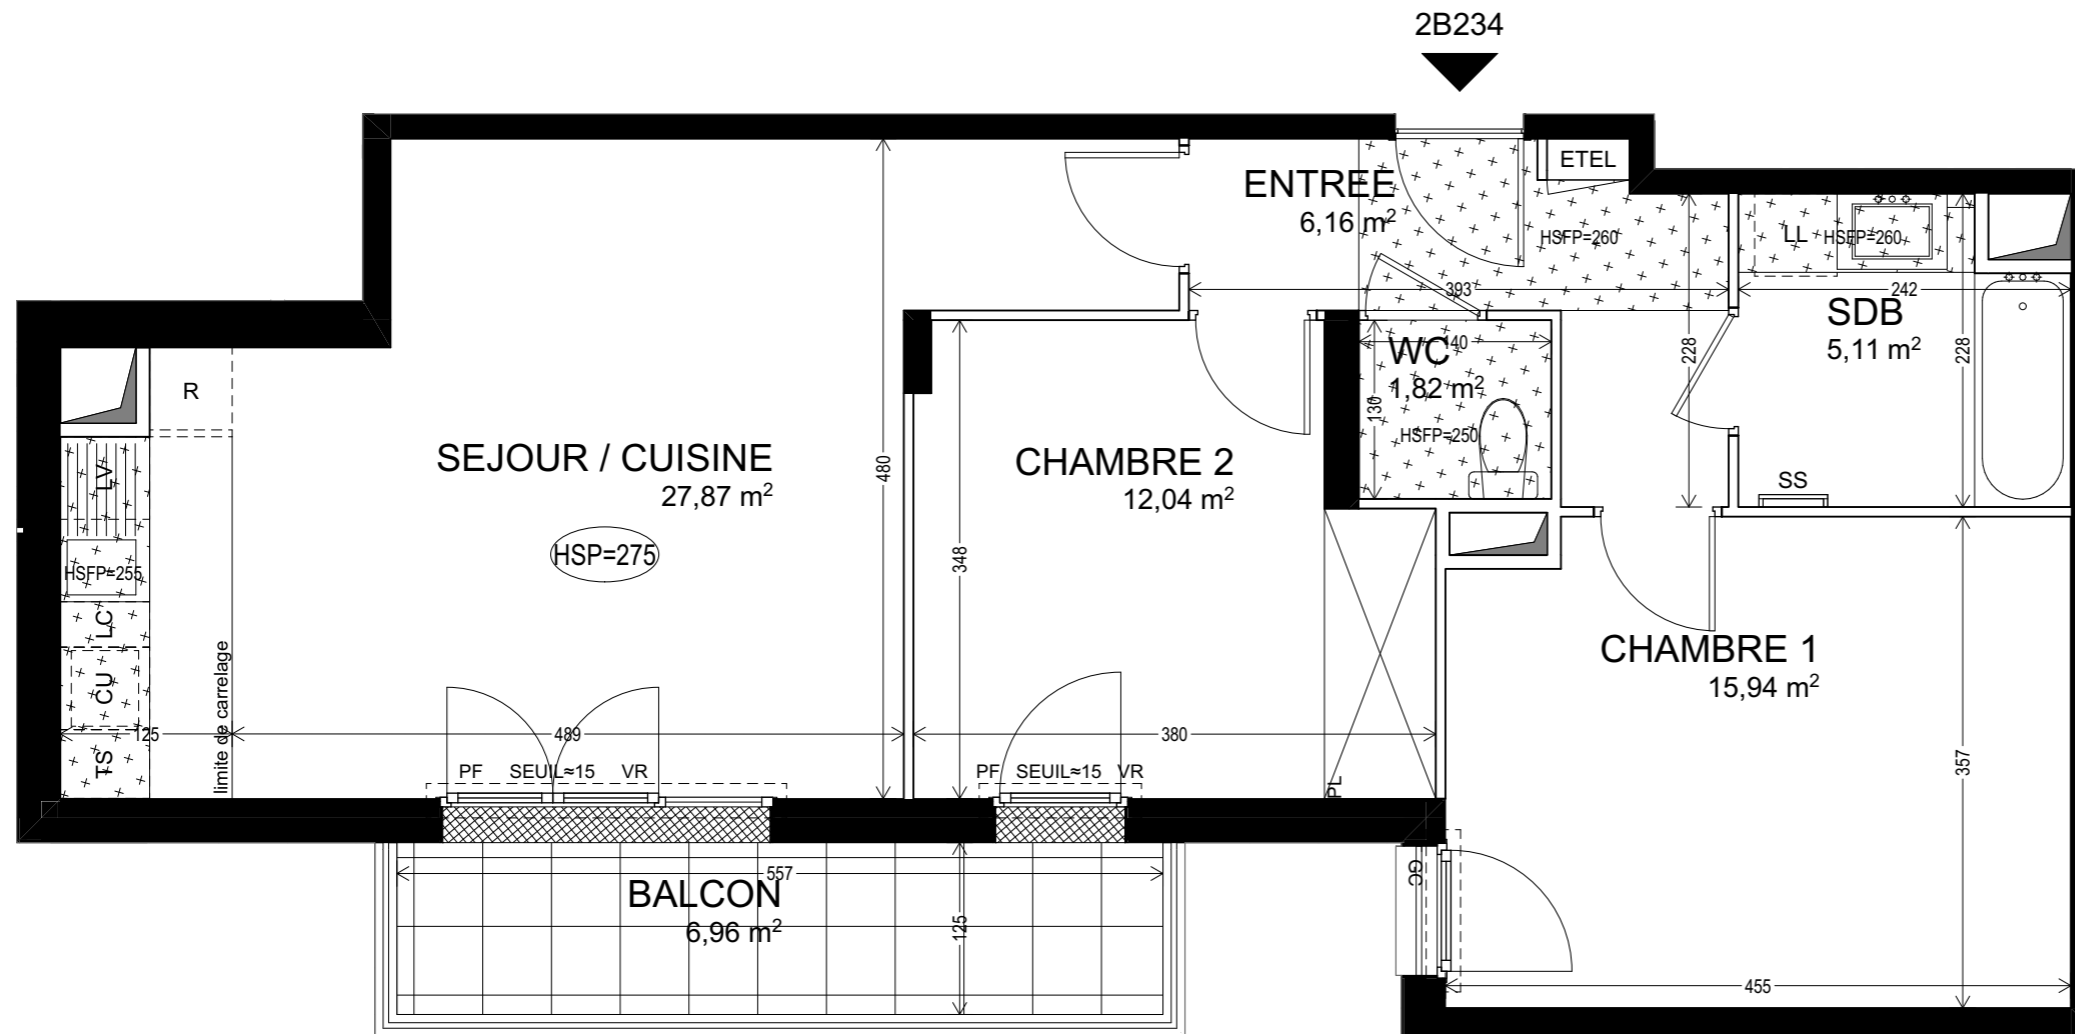 2B234
ETEL
ENTREE
6,16 m²
HSFP=260
LL
HSFP=260
393
242
SDB
5,11 m²
228
228
WC
140
1,82 m²
130
HSFP=250
R
SEJOUR / CUISINE
27,87 m²
480
CHAMBRE 2
12,04 m²
SS
LV
HSP=275
348
HSFP=255
LC
CU
TS
limite de carrelage
CHAMBRE 1
15,94 m²
125
489
380
357
PF SEUIL≈15 VR
PF SEUIL≈15 VR
PL
557
BALCON
6,96 m²
125
GC
455